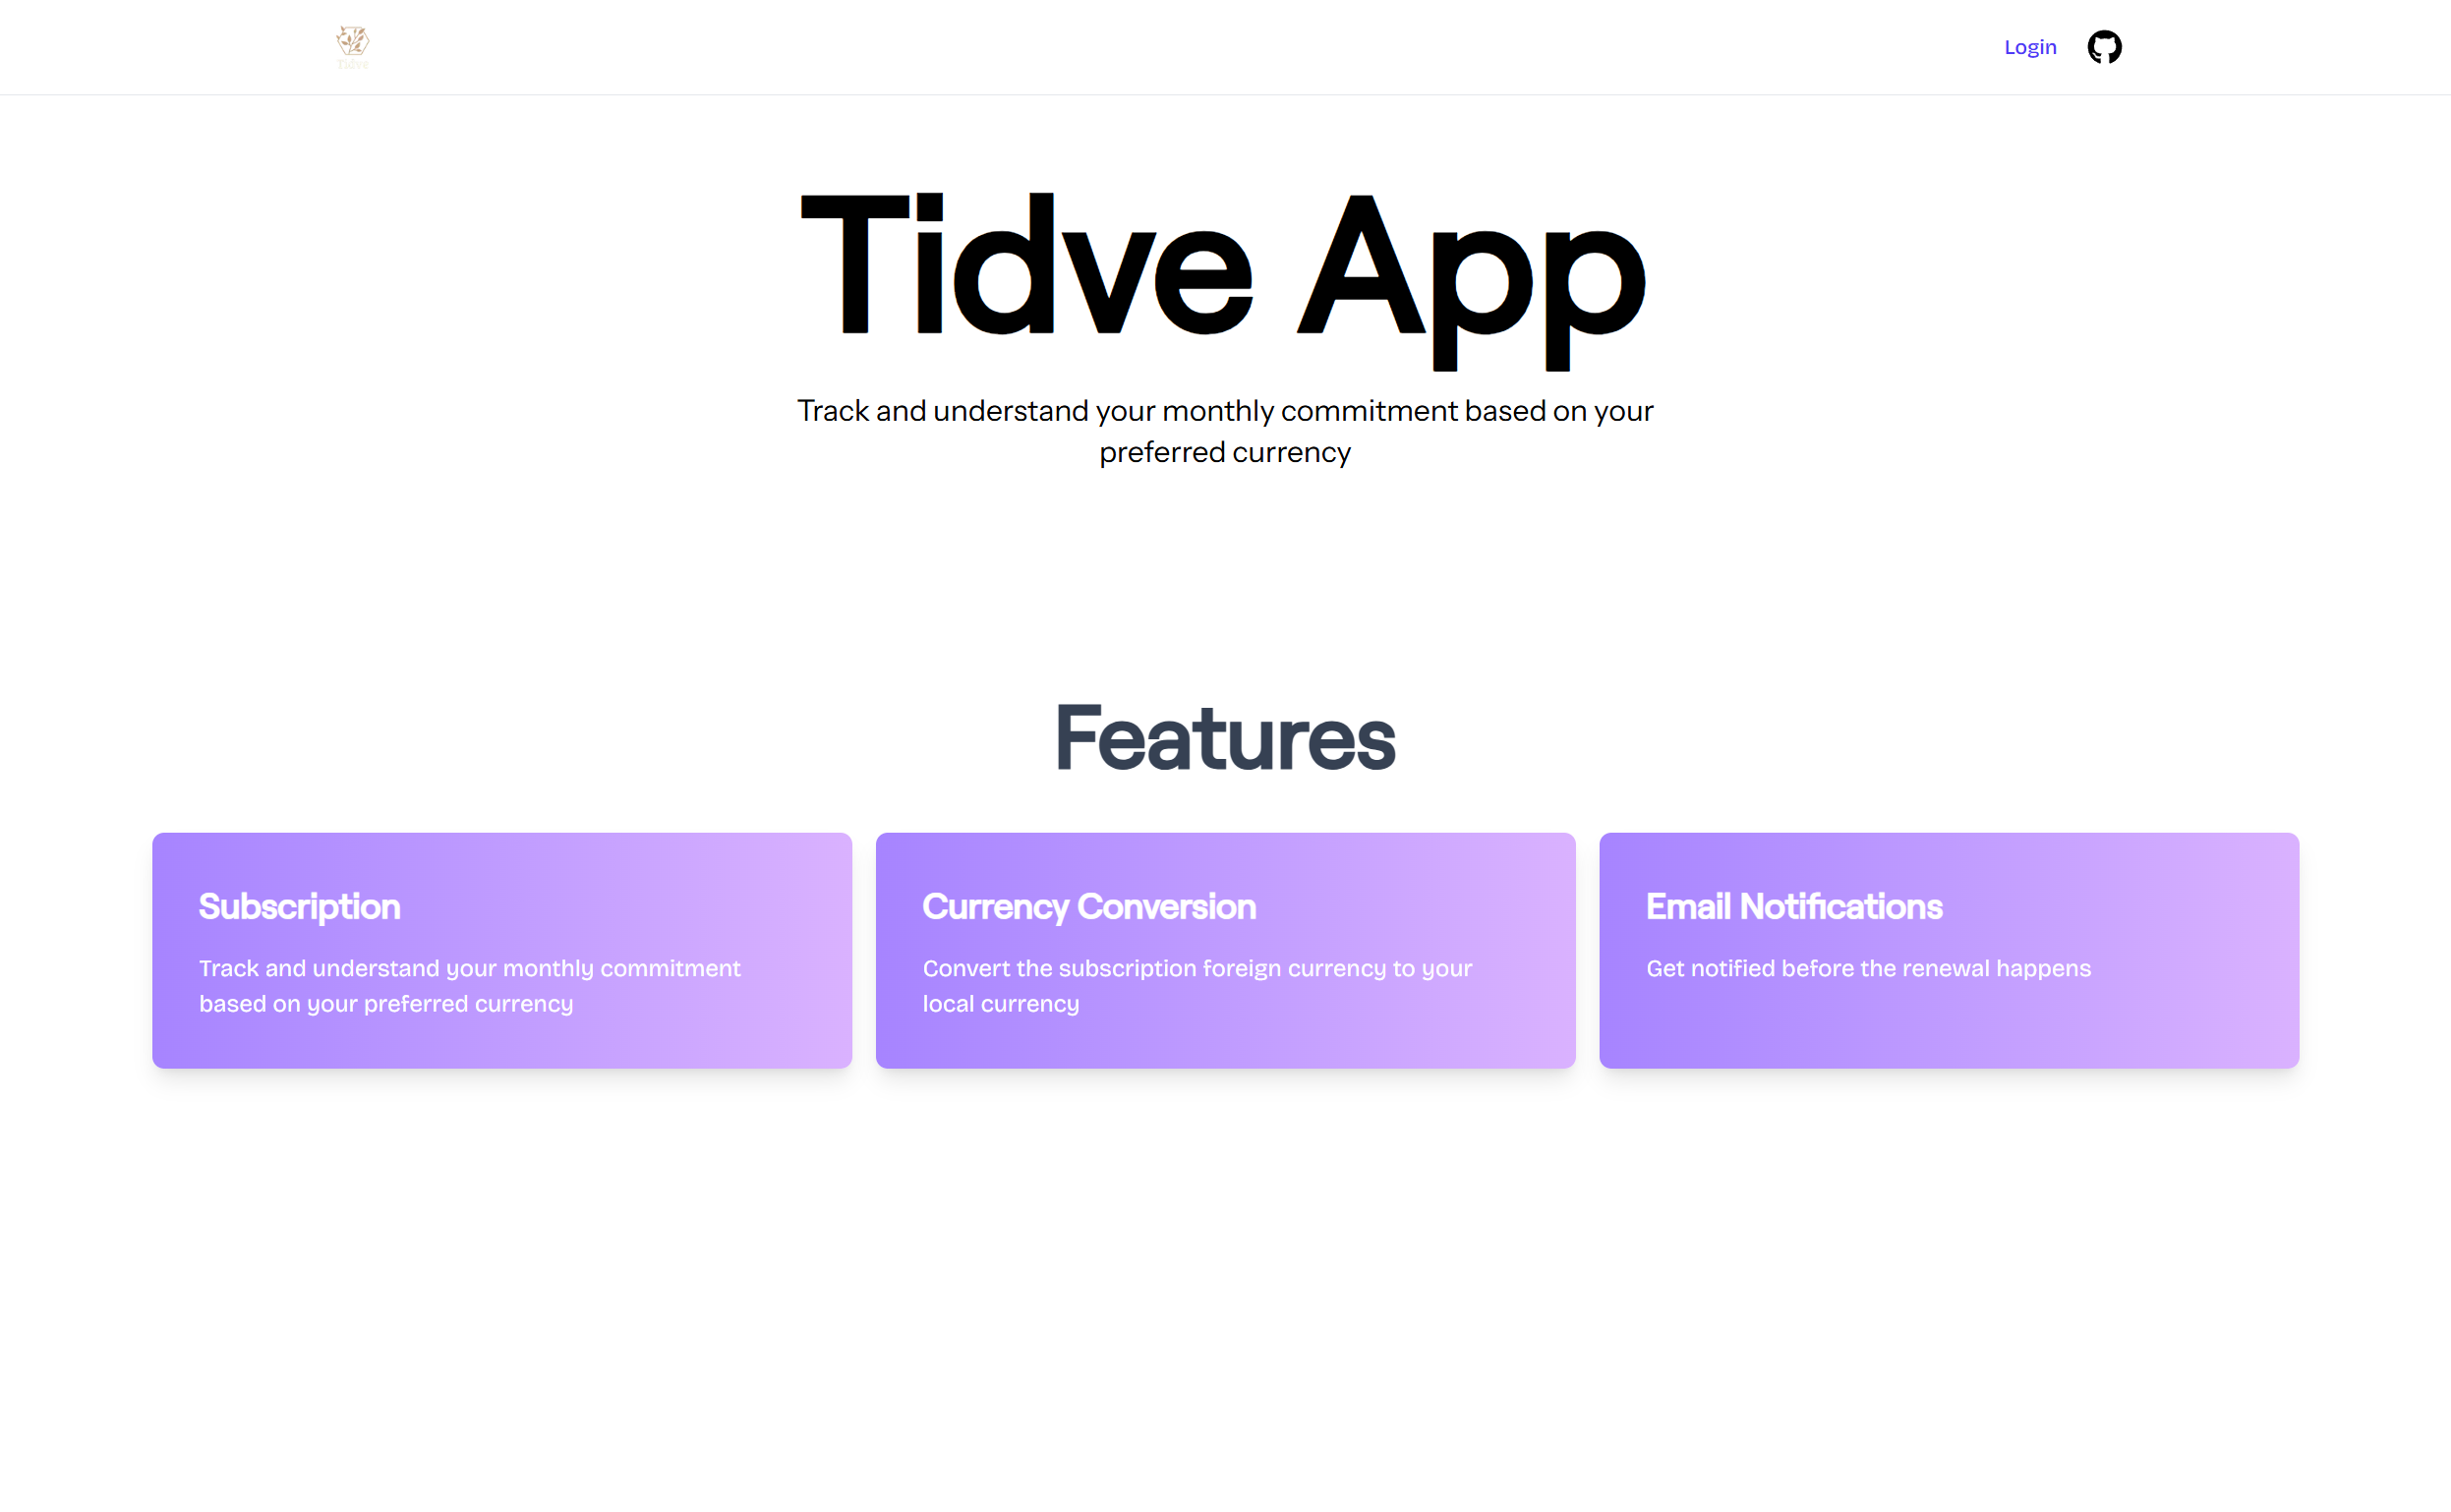 Tidve
Login
Tidve App
Track and understand your monthly commitment based on your
preferred currency
Features
Subscription
Track and understand your monthly commitment
based on your preferred currency
Currency Conversion
Convert the subscription foreign currency to your
local currency
Email Notifications
Get notified before the renewal happens